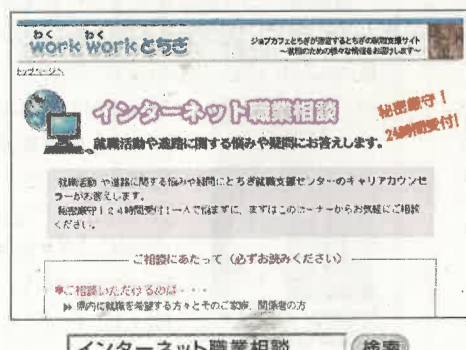 わく わく
work workとちぎ
ジョブカフェとちぎが運営するとちぎの就職支援サイト
～就職のための様々な情報をお届けします～
トップページへ
インターネット職業相談
秘密厳守！
24時間受付！
就職活動や進路に関する悩みや疑問にお答えします。
就職活動や進路に関する悩みや疑問にとちぎ就職支援センターのキャリアカウンセ
ラーがお答えします。
秘密厳守！２４時間受付！一人で悩まずに、まずはこのコーナーからお気軽にご相談
ください。
ご相談にあたって（必ずお読みください）
ご相談いただけるのは・・・
県内に就職を希望する方々とそのご家族、関係者の方
インターネット職業相談 検索